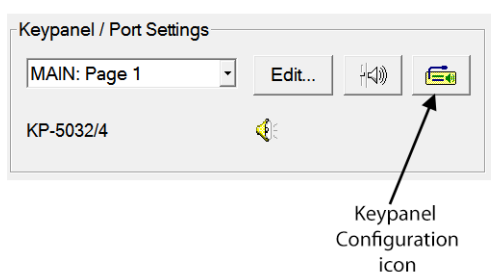 Keypanel / Port Settings
MAIN: Page 1
Edit...
KP-5032/4
Keypanel
Configuration
icon